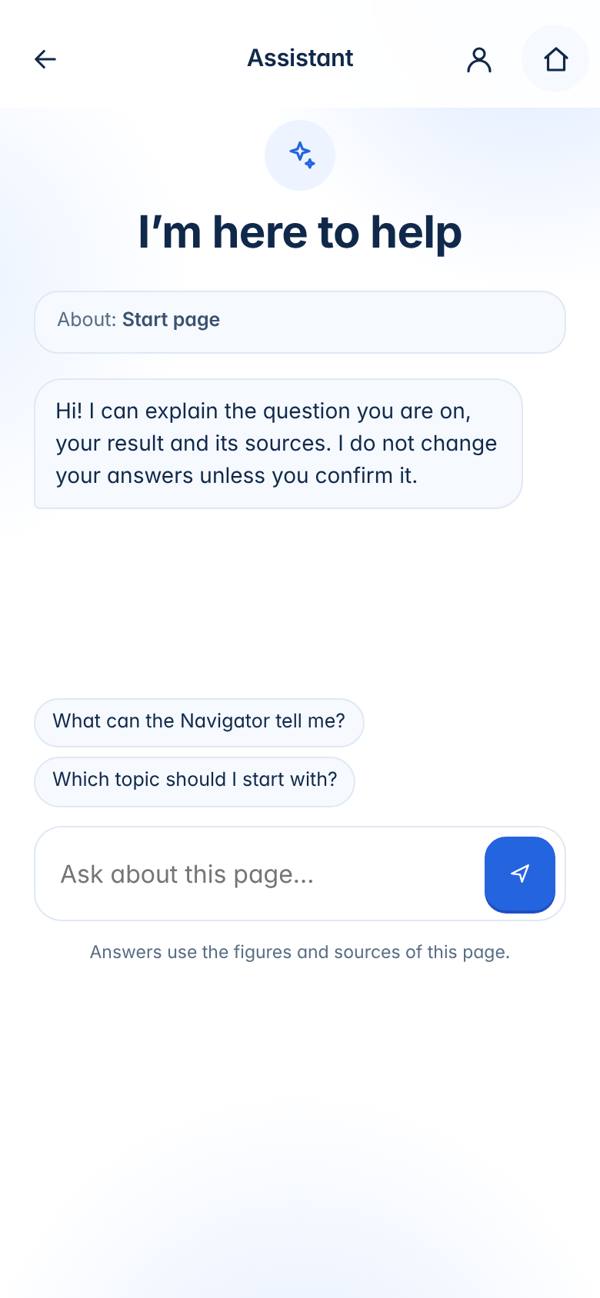 Assistant
I’m here to help
About: Start page
Hi! I can explain the question you are on,
your result and its sources. I do not change
your answers unless you confirm it.
What can the Navigator tell me?
Which topic should I start with?
Ask about this page...
Answers use the figures and sources of this page.